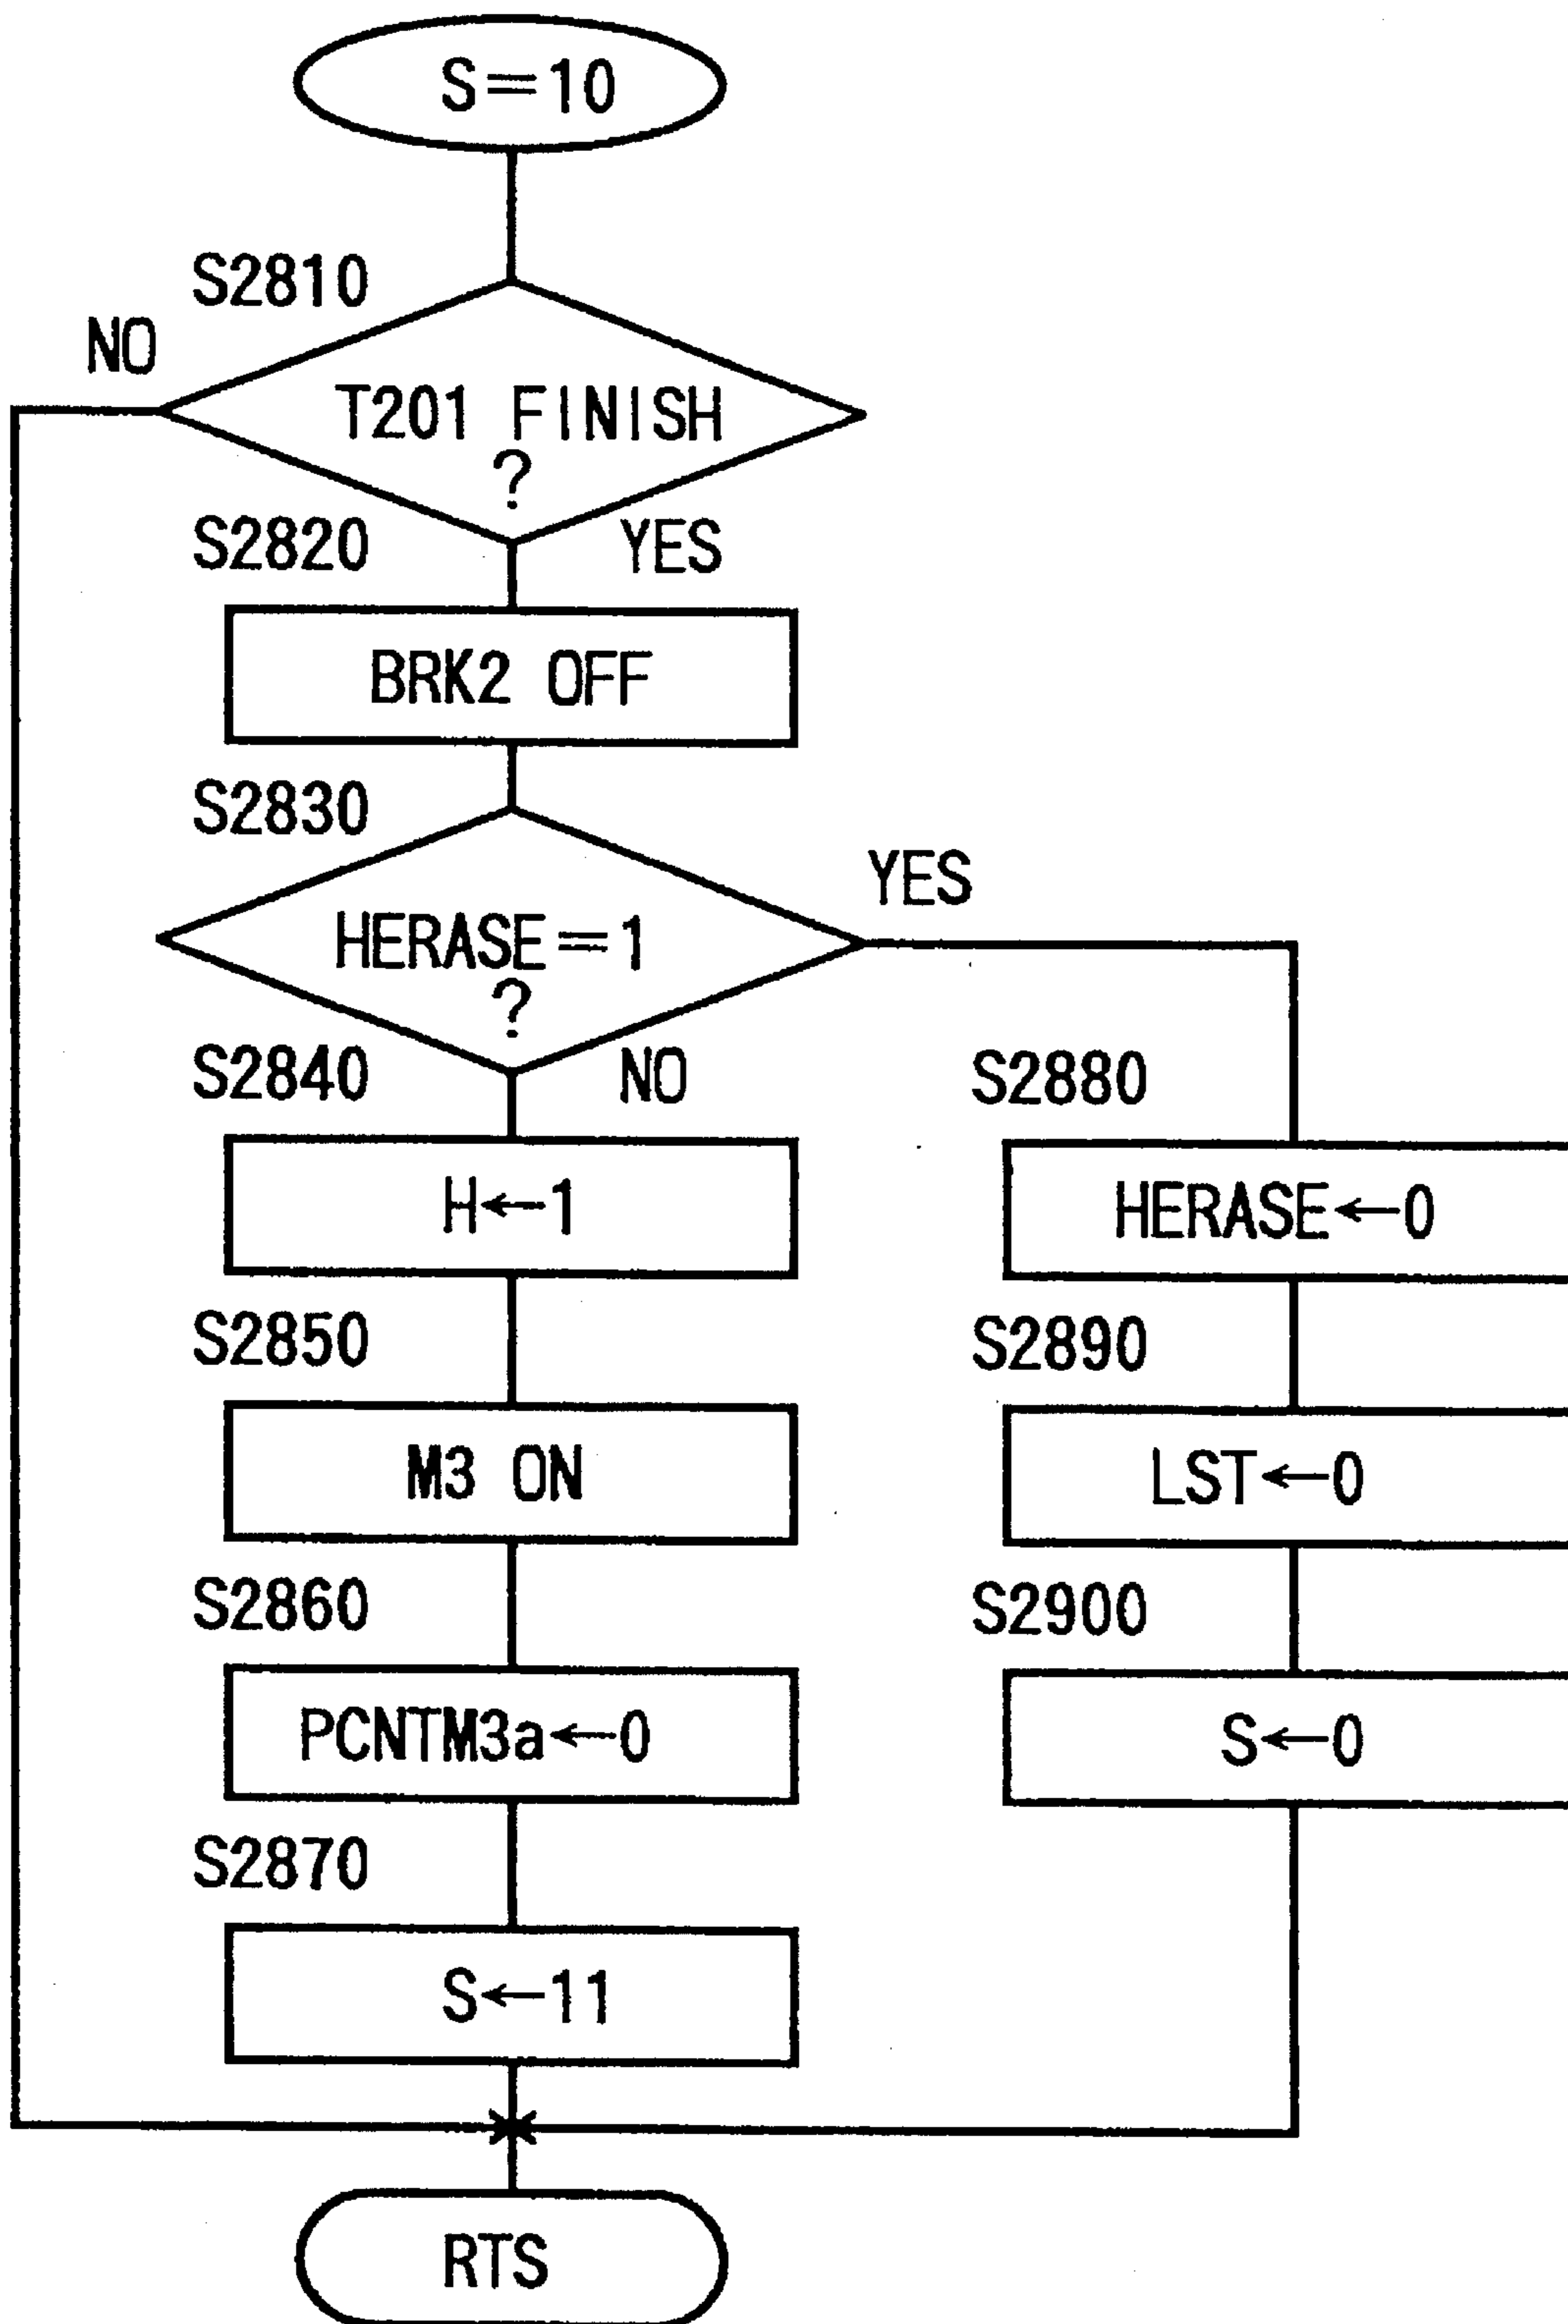 S=10
S2810
NO
T201 FINISH
?
S2820
YES
BRK2 OFF
S2830
YES
HERASE=1
?
S2840
NO
S2880
H←1
HERASE←0
S2850
S2890
M3 ON
LST←0
S2860
S2900
PCNTM3a←0
S←0
S2870
S←11
RTS